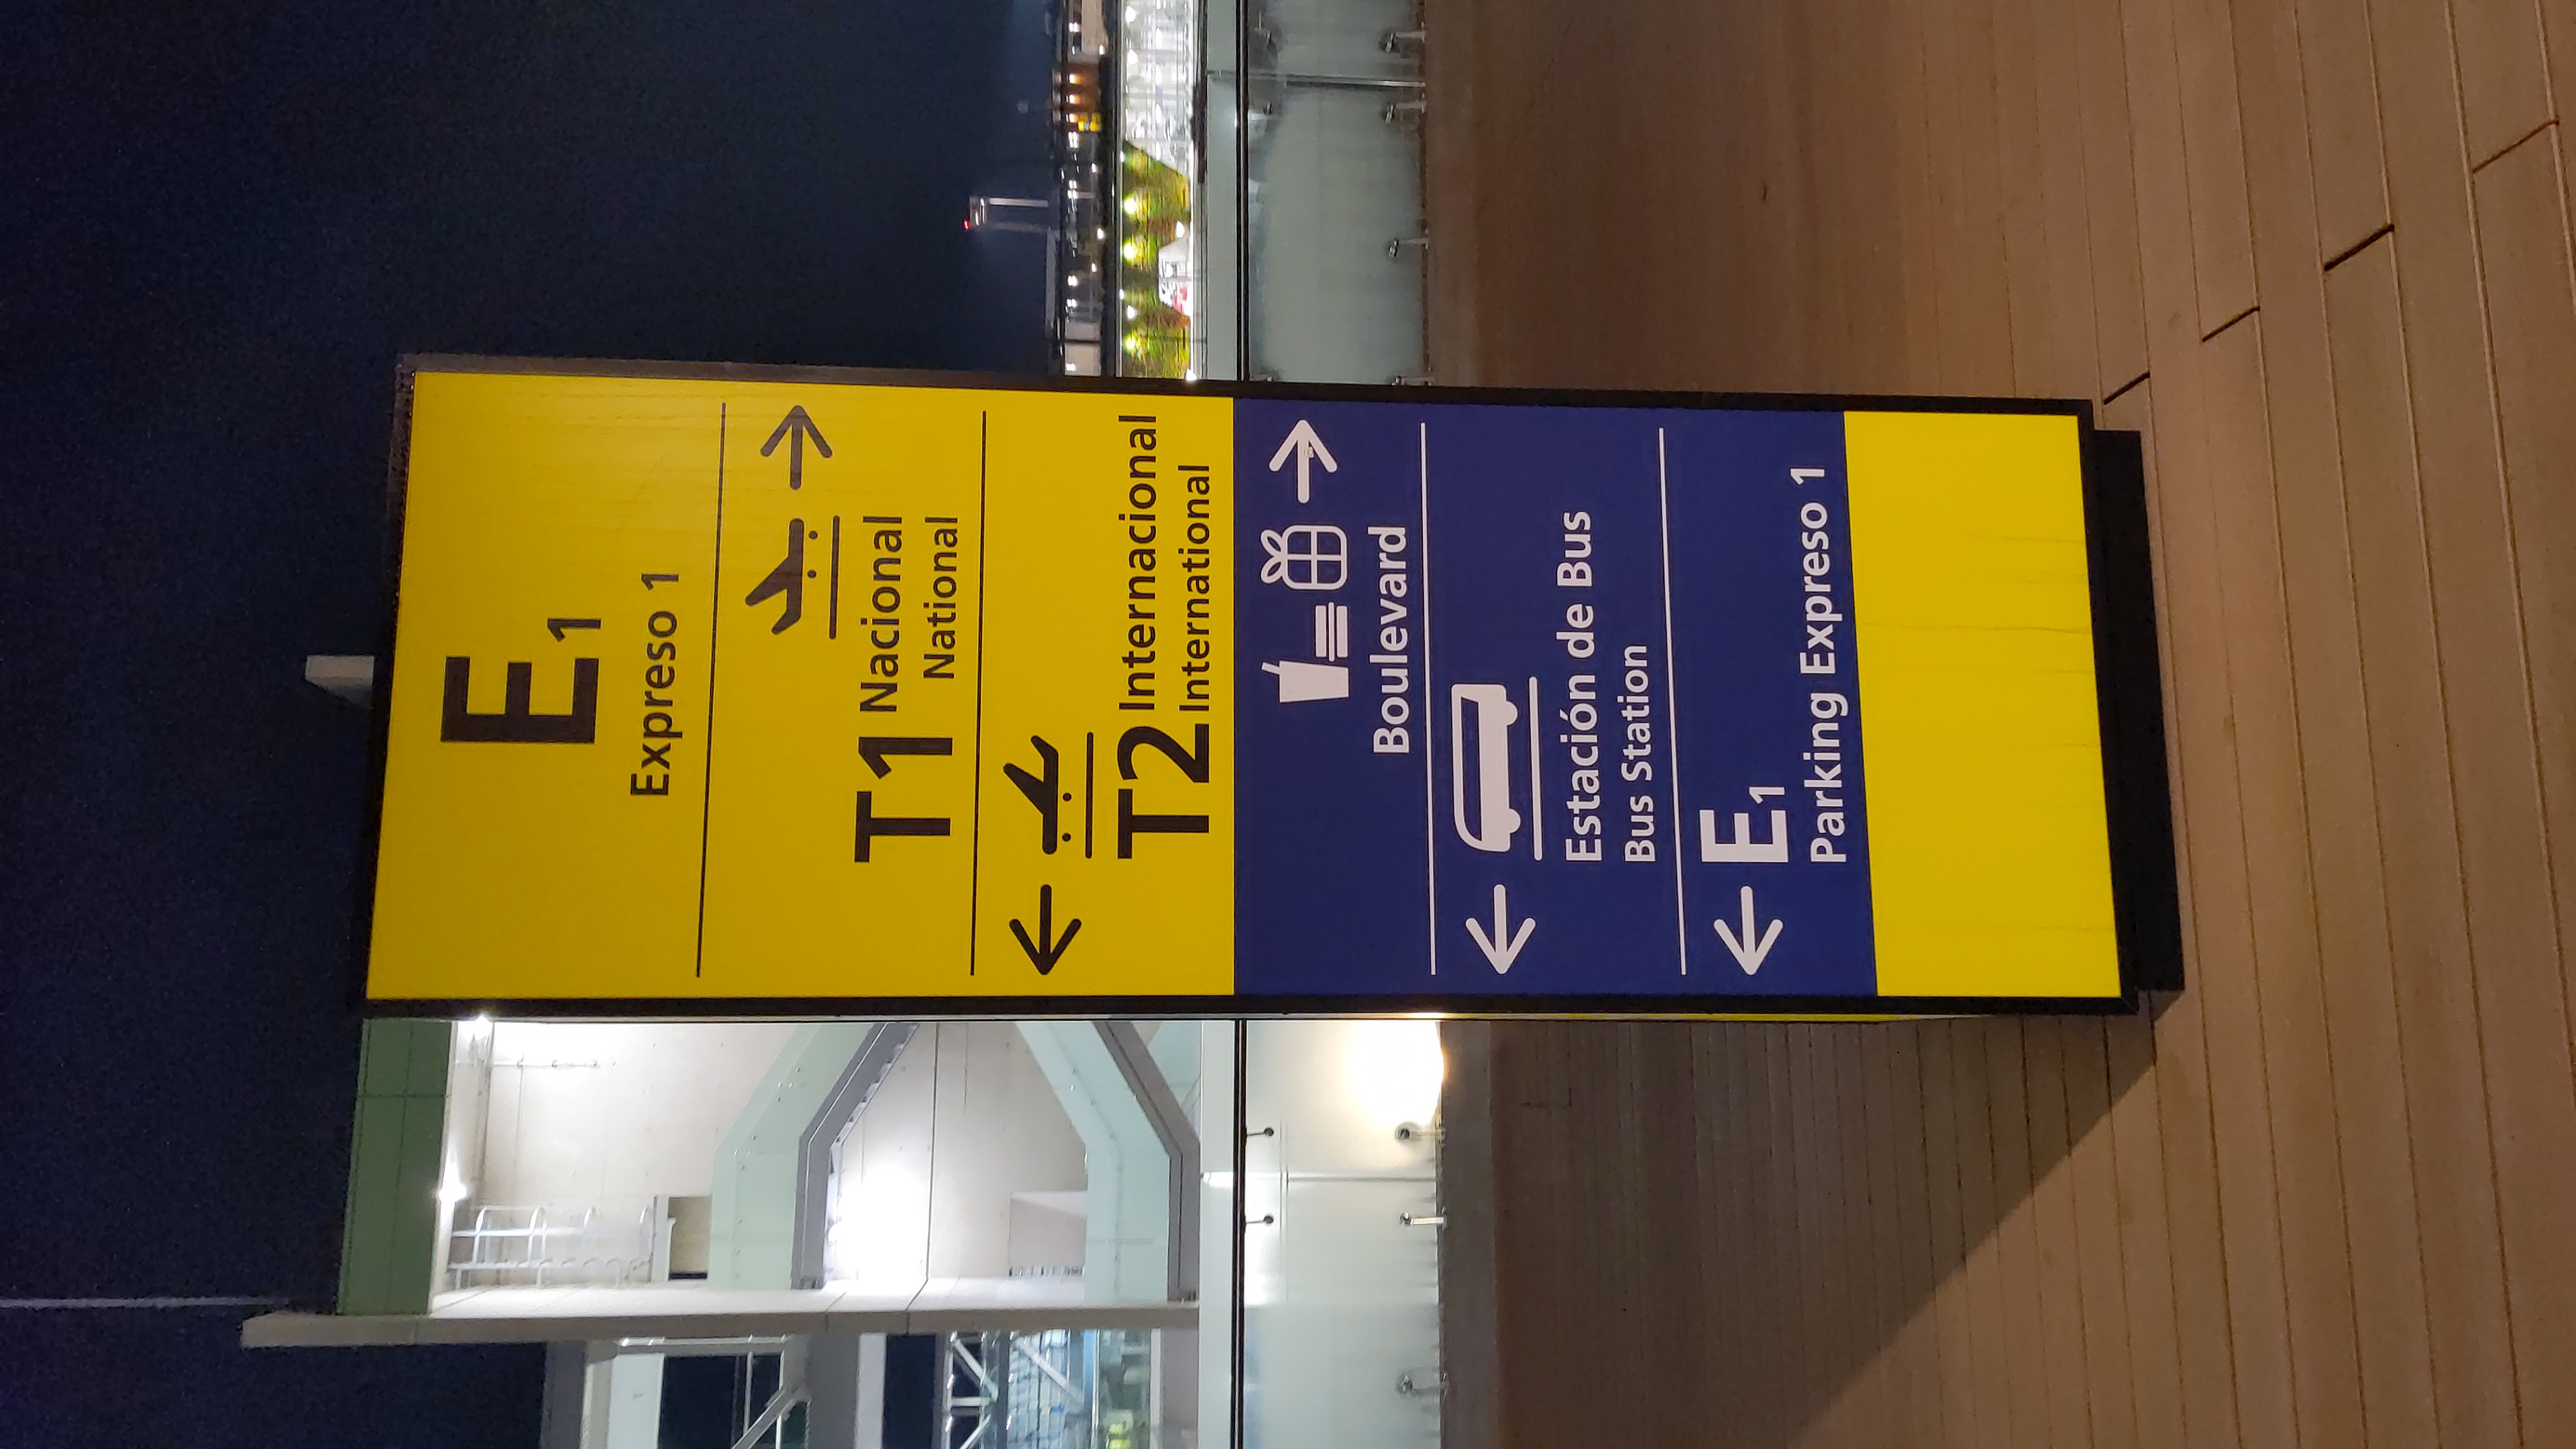 E1
Expreso 1
T1 Nacional
National
T2 Internacional
International
Boulevard
Estación de Bus
Bus Station
E1
Parking Expreso 1